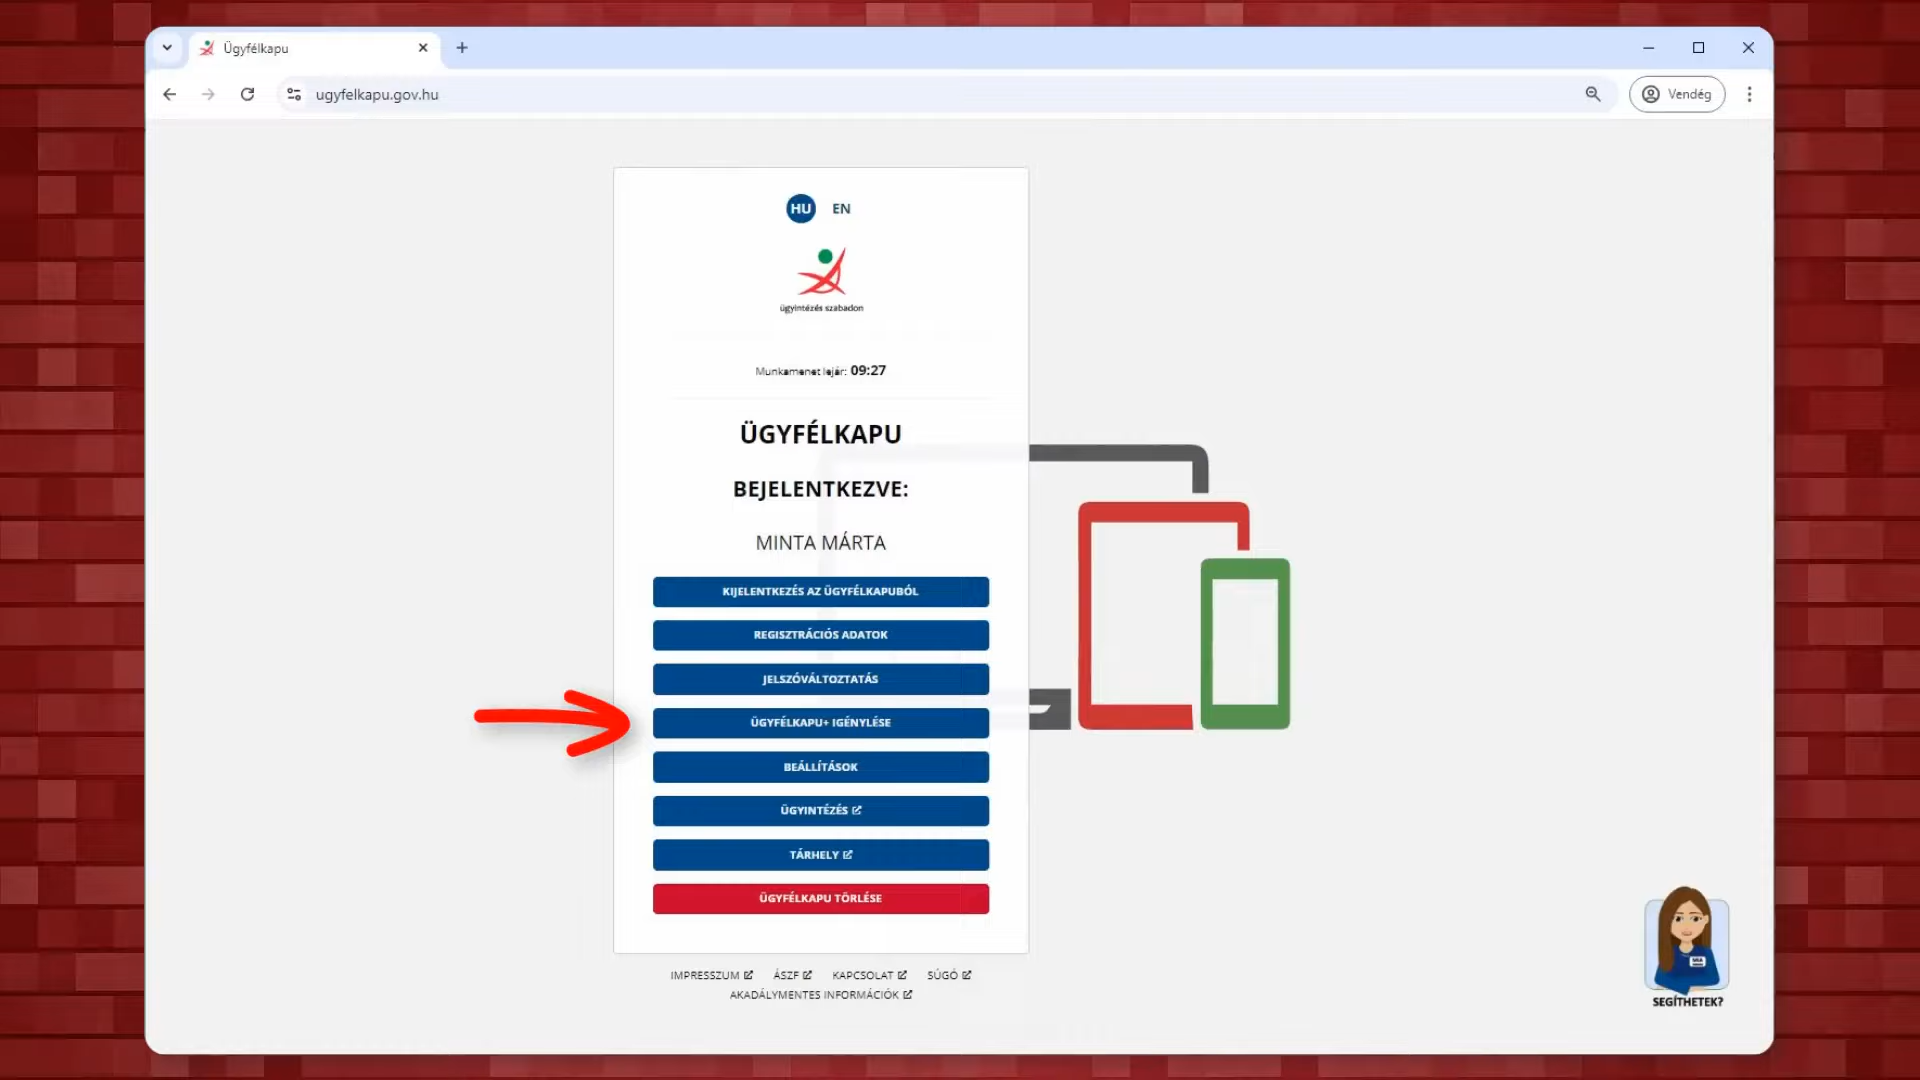 Ügyfélkapu
ugyfelkapu.gov.hu
Vendég
HU EN
ügyintézés szabadon
Munkamenet lejár: 09:27
ÜGYFÉLKAPU
BEJELENTKEZVE:
MINTA MÁRTA
KIJELENTKEZÉS AZ ÜGYFÉLKAPUBÓL
REGISZTRÁCIÓS ADATOK
JELSZÓVÁLTOZTATÁS
ÜGYFÉLKAPU+ IGÉNYLÉSE
BEÁLLÍTÁSOK
ÜGYINTÉZÉS
TÁRHELY
ÜGYFÉLKAPU TÖRLÉSE
IMPRESSZUM ÁSZF KAPCSOLAT SÚGÓ
AKADÁLYMENTES INFORMÁCIÓK
SEGÍTHETEK?